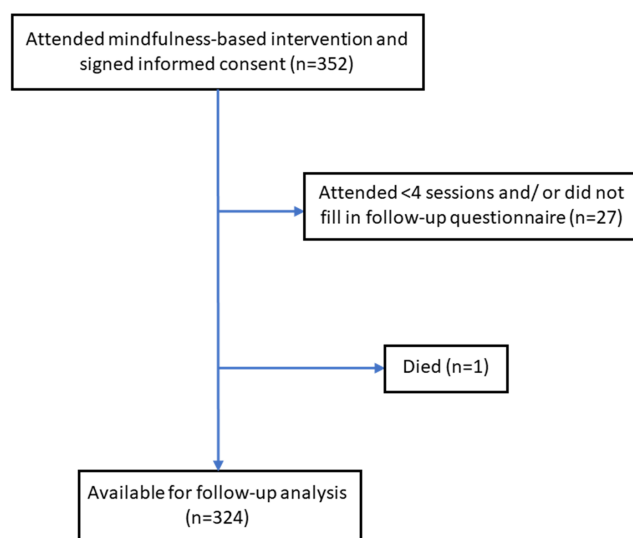 Attended mindfulness-based intervention and
signed informed consent (n=352)
Attended <4 sessions and/ or did not
fill in follow-up questionnaire (n=27)
Died (n=1)
Available for follow-up analysis
(n=324)